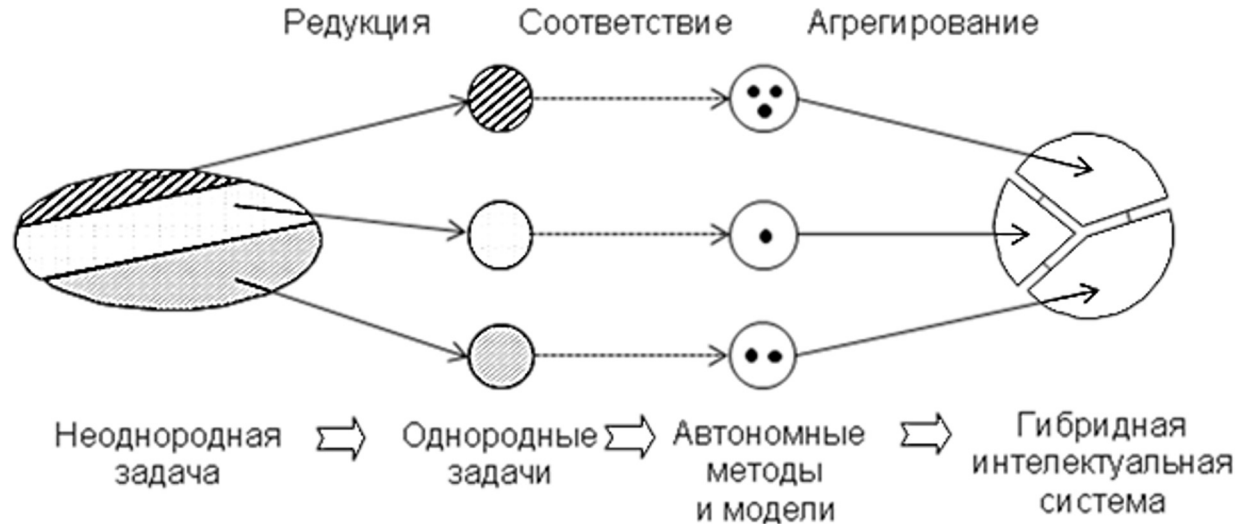 Редукция Соответствие Агрегирование
Неоднородная
задача
Однородные
задачи
Автономные
методы
и модели
Гибридная
интелектуальная
система